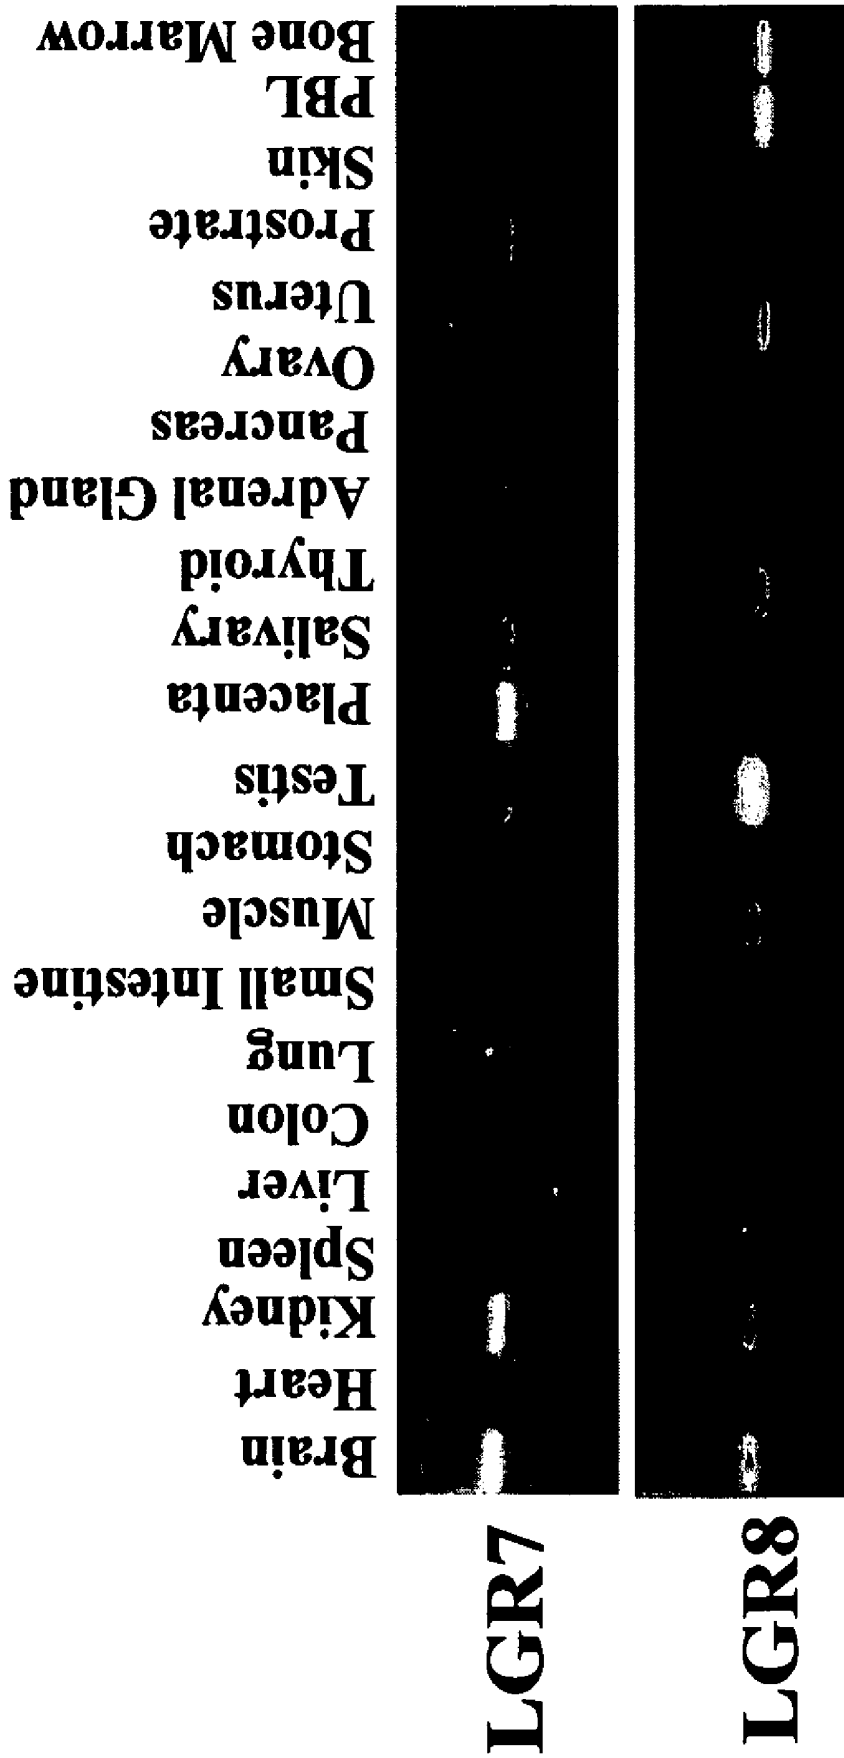 Brain
Heart
Kidney
Spleen
Liver
Colon
Lung
Small Intestine
Muscle
Stomach
Testis
Placenta
Salivary
Thyroid
Adrenal Gland
Pancreas
Ovary
Uterus
Prostrate
Skin
PBL
Bone Marrow
LGR7
LGR8